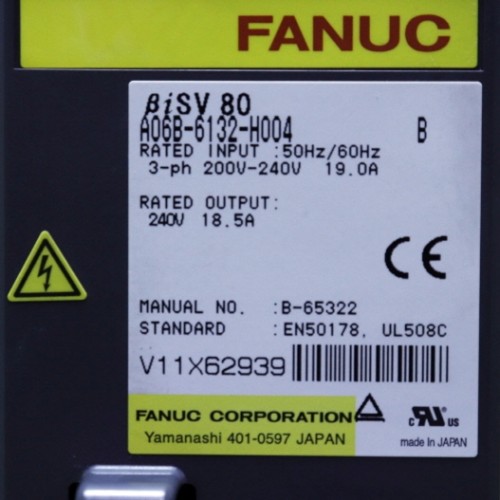 FANUC
βiSV 80
A06B-6132-H004 B
RATED INPUT :50Hz/60Hz
3-ph 200V-240V 19.0A
RATED OUTPUT:
240V 18.5A
CE
MANUAL NO. :B-65322
STANDARD :EN50178, UL508C
V11X62939
FANUC CORPORATION
Yamanashi 401-0597 JAPAN
c RU US
made in JAPAN